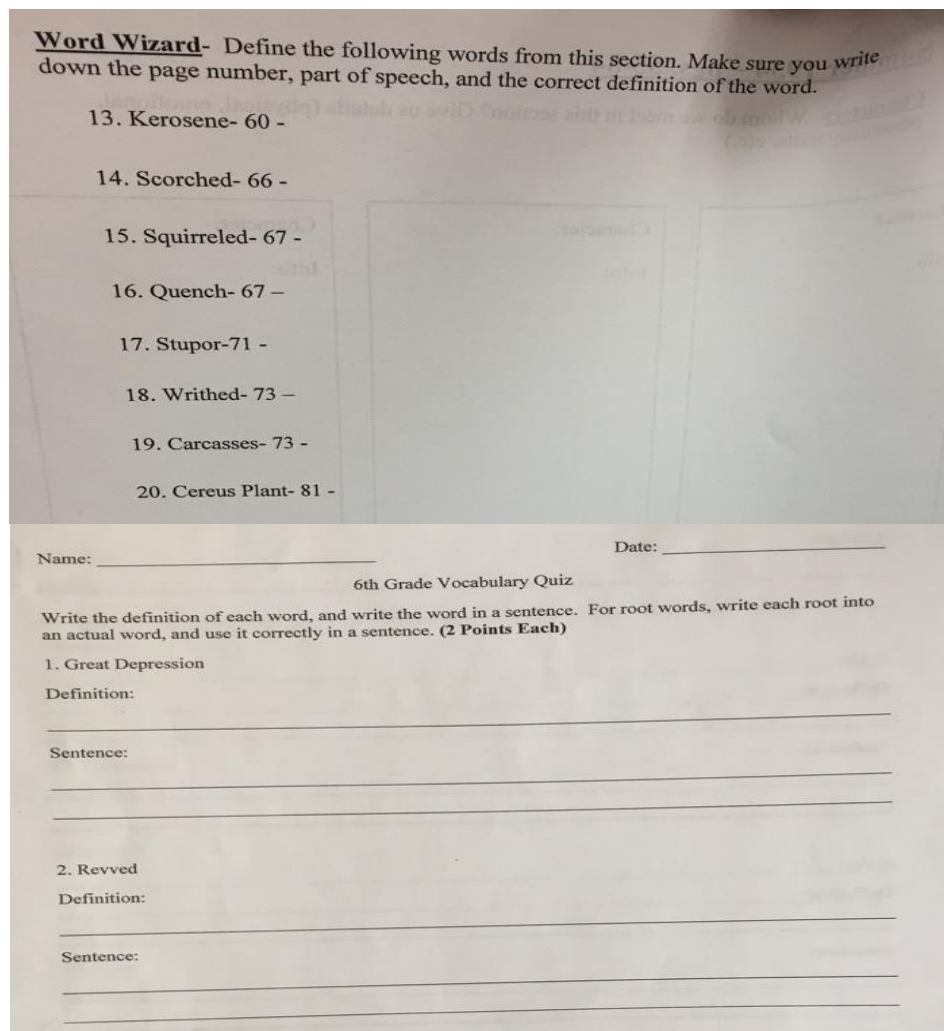 Word Wizard- Define the following words from this section. Make sure you write
down the page number, part of speech, and the correct definition of the word.
13. Kerosene- 60 -
14. Scorched- 66 -
15. Squirreled- 67 -
16. Quench- 67 –
17. Stupor-71 -
18. Writhed- 73 –
19. Carcasses- 73 -
20. Cereus Plant- 81 -
Name: Date:
6th Grade Vocabulary Quiz
Write the definition of each word, and write the word in a sentence. For root words, write each root into
an actual word, and use it correctly in a sentence. (2 Points Each)
1. Great Depression
Definition:
Sentence:
2. Revved
Definition:
Sentence: